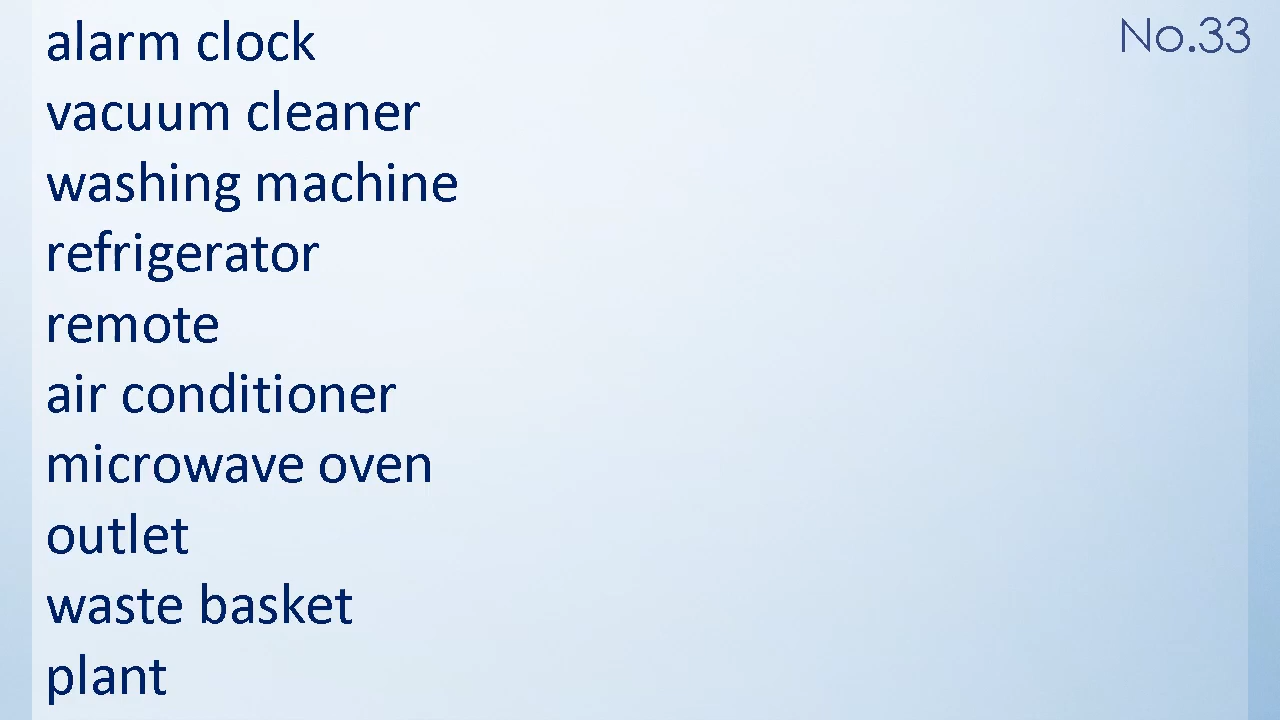 No.33
alarm clock
vacuum cleaner
washing machine
refrigerator
remote
air conditioner
microwave oven
outlet
waste basket
plant